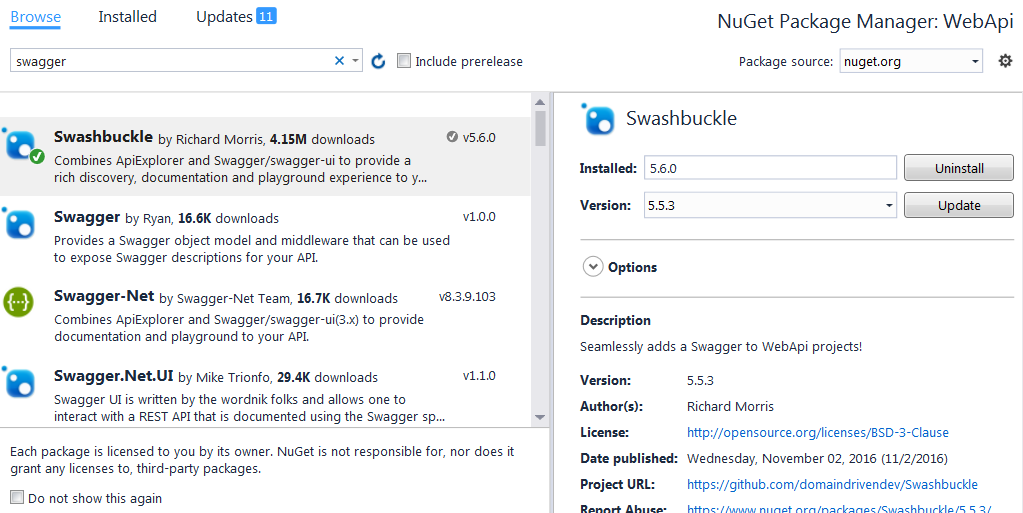 Browse Installed Updates 11
NuGet Package Manager: WebApi
swagger
Include prerelease
Package source: nuget.org
Swashbuckle by Richard Morris, 4.15M downloads v5.6.0
Combines ApiExplorer and Swagger/swagger-ui to provide a
rich discovery, documentation and playground experience to y...
Swagger by Ryan, 16.6K downloads v1.0.0
Provides a Swagger object model and middleware that can be used
to expose Swagger descriptions for your API.
Swagger-Net by Swagger-Net Team, 16.7K downloads v8.3.9.103
Combines ApiExplorer and Swagger/swagger-ui(3.x) to provide
documentation and playground to your API.
Swagger.Net.UI by Mike Trionfo, 29.4K downloads v1.1.0
Swagger UI is written by the wordnik folks and allows one to
interact with a REST API that is documented using the Swagger sp...
Each package is licensed to you by its owner. NuGet is not responsible for, nor does it
grant any licenses to, third-party packages.
Do not show this again
Swashbuckle
Installed: 5.6.0 Uninstall
Version: 5.5.3 Update
Options
Description
Seamlessly adds a Swagger to WebApi projects!
Version: 5.5.3
Author(s): Richard Morris
License: http://opensource.org/licenses/BSD-3-Clause
Date published: Wednesday, November 02, 2016 (11/2/2016)
Project URL: https://github.com/domaindrivendev/Swashbuckle
Report Abuse: https://www.nuget.org/packages/Swashbuckle/5.5.3/